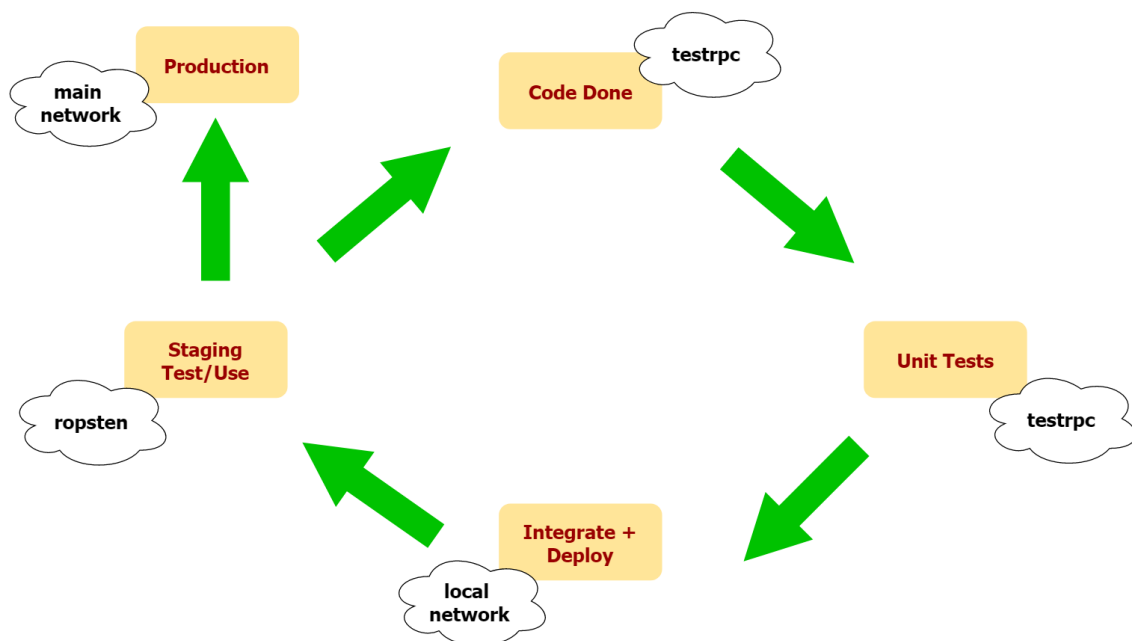 Production
main
network
Code Done
testrpc
Staging
Test/Use
ropsten
Unit Tests
testrpc
Integrate +
Deploy
local
network